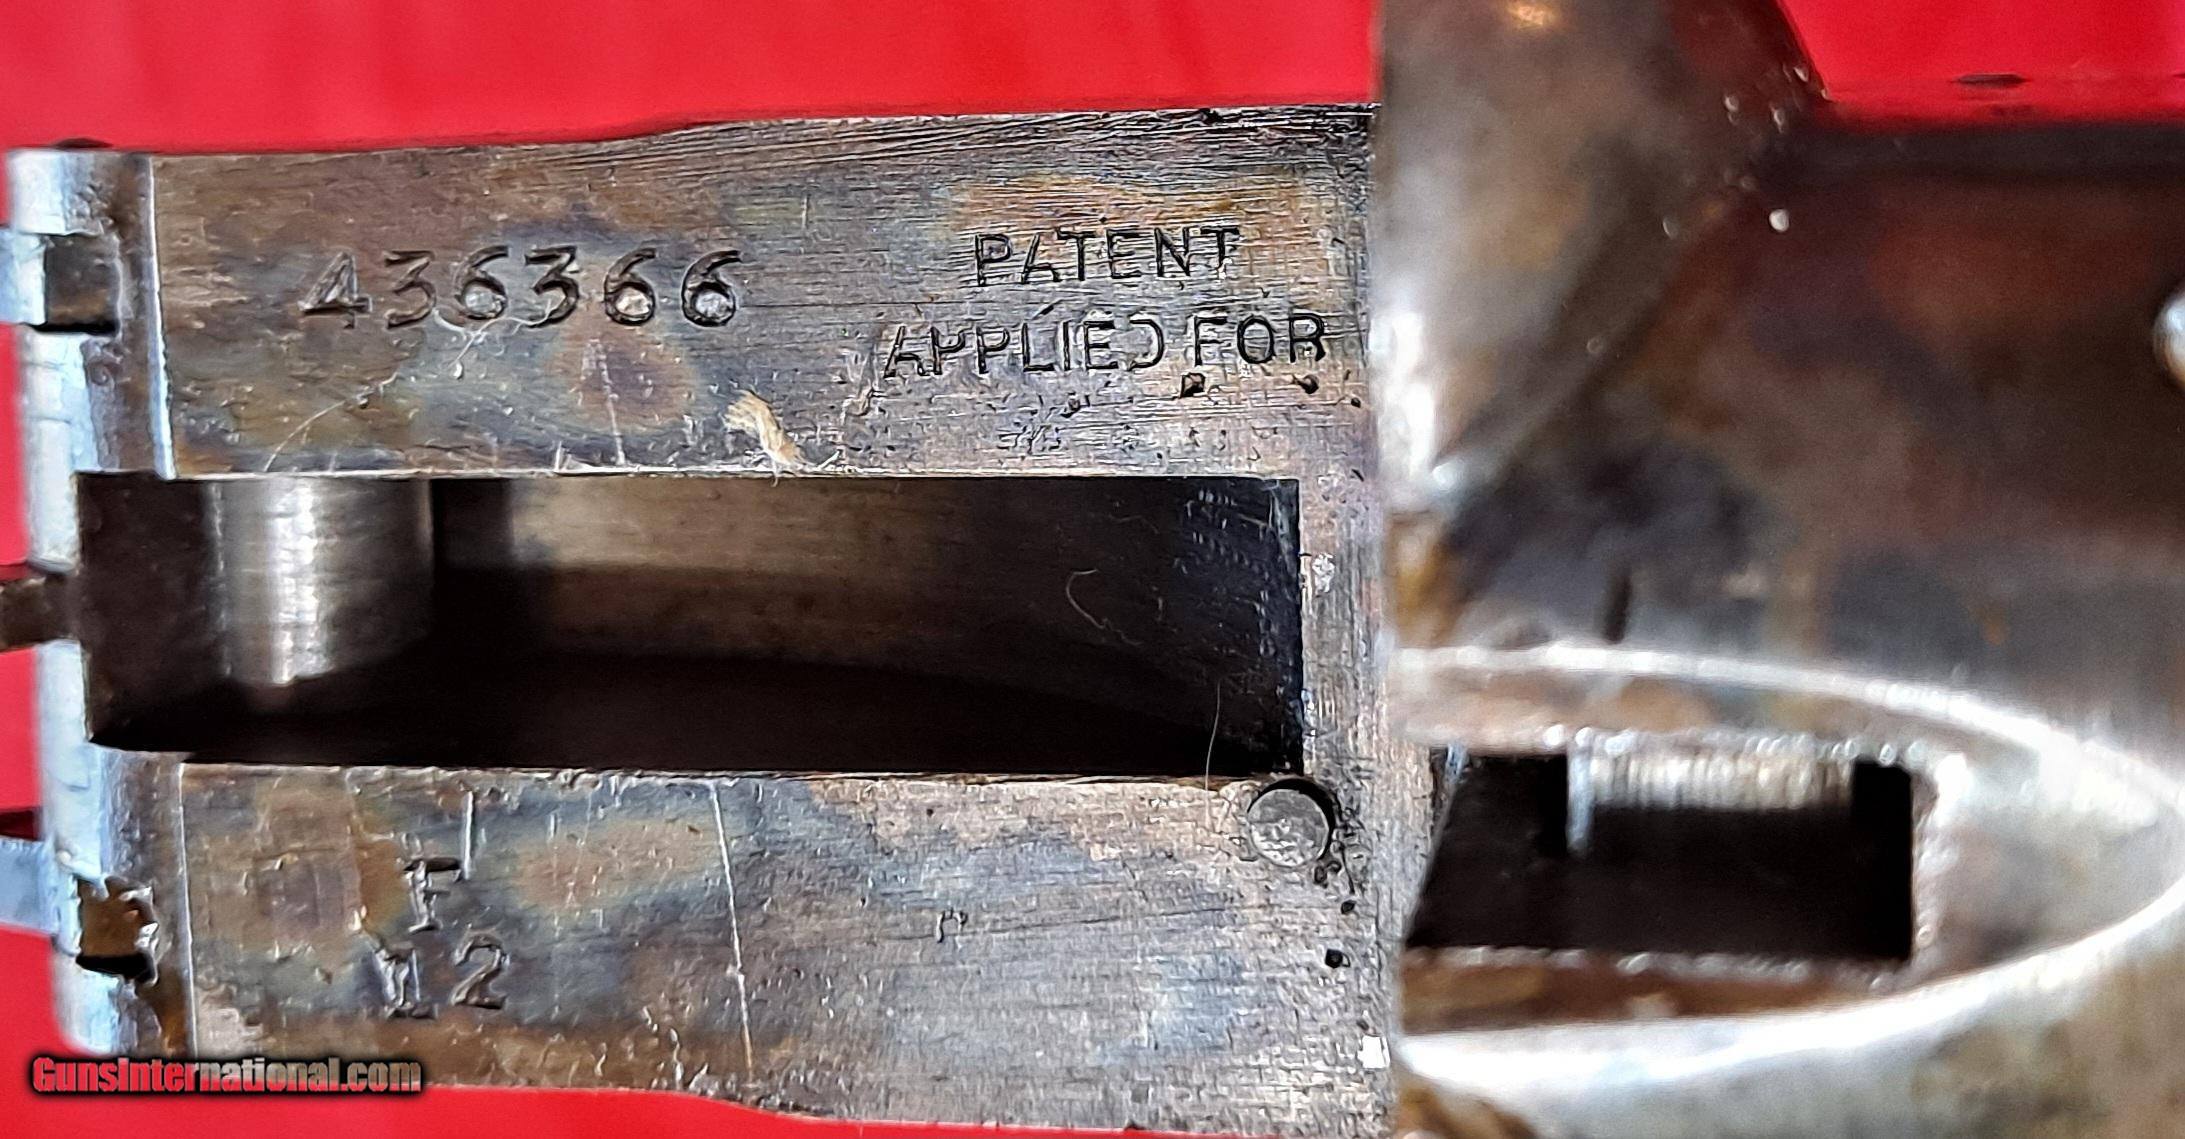 436366
PATENT
APPLIED FOR
F
12
GunsInternational.com